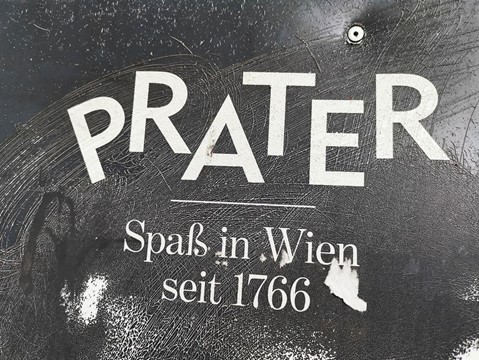 PRATER
Spaß in Wien
seit 1766